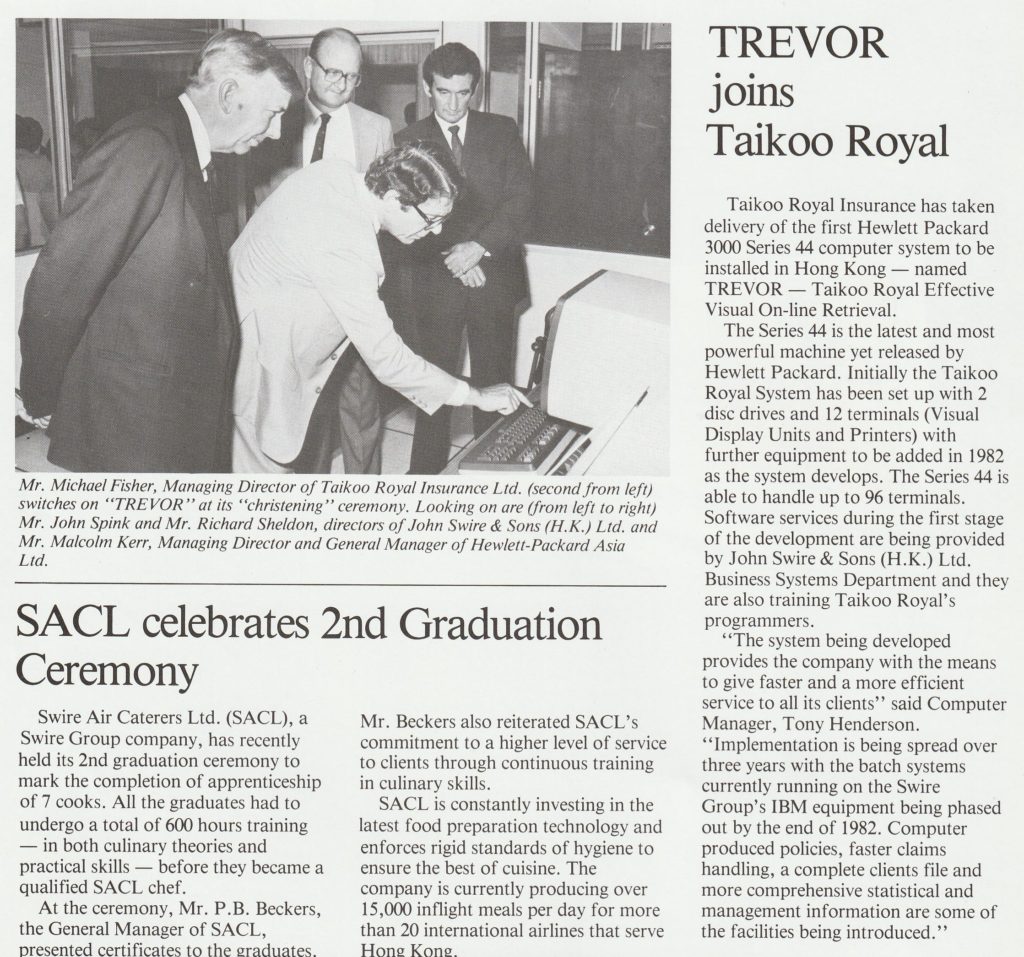 Mr. Michael Fisher, Managing Director of Taikoo Royal Insurance Ltd. (second from left)
switches on “TREVOR” at its “christening” ceremony. Looking on are (from left to right)
Mr. John Spink and Mr. Richard Sheldon, directors of John Swire & Sons (H.K.) Ltd. and
Mr. Malcolm Kerr, Managing Director and General Manager of Hewlett-Packard Asia
Ltd.
SACL celebrates 2nd Graduation
Ceremony
Swire Air Caterers Ltd. (SACL), a
Swire Group company, has recently
held its 2nd graduation ceremony to
mark the completion of apprenticeship
of 7 cooks. All the graduates had to
undergo a total of 600 hours training
— in both culinary theories and
practical skills — before they became a
qualified SACL chef.
At the ceremony, Mr. P.B. Beckers,
the General Manager of SACL,
presented certificates to the graduates.
Mr. Beckers also reiterated SACL’s
commitment to a higher level of service
to clients through continuous training
in culinary skills.
SACL is constantly investing in the
latest food preparation technology and
enforces rigid standards of hygiene to
ensure the best of cuisine. The
company is currently producing over
15,000 inflight meals per day for more
than 20 international airlines that serve
Hong Kong.
TREVOR
joins
Taikoo Royal
Taikoo Royal Insurance has taken
delivery of the first Hewlett Packard
3000 Series 44 computer system to be
installed in Hong Kong — named
TREVOR — Taikoo Royal Effective
Visual On-line Retrieval.
The Series 44 is the latest and most
powerful machine yet released by
Hewlett Packard. Initially the Taikoo
Royal System has been set up with 2
disc drives and 12 terminals (Visual
Display Units and Printers) with
further equipment to be added in 1982
as the system develops. The Series 44 is
able to handle up to 96 terminals.
Software services during the first stage
of the development are being provided
by John Swire & Sons (H.K.) Ltd.
Business Systems Department and they
are also training Taikoo Royal’s
programmers.
‘‘The system being developed
provides the company with the means
to give faster and a more efficient
service to all its clients’’ said Computer
Manager, Tony Henderson.
‘‘Implementation is being spread over
three years with the batch systems
currently running on the Swire
Group’s IBM equipment being phased
out by the end of 1982. Computer
produced policies, faster claims
handling, a complete clients file and
more comprehensive statistical and
management information are some of
the facilities being introduced.’’